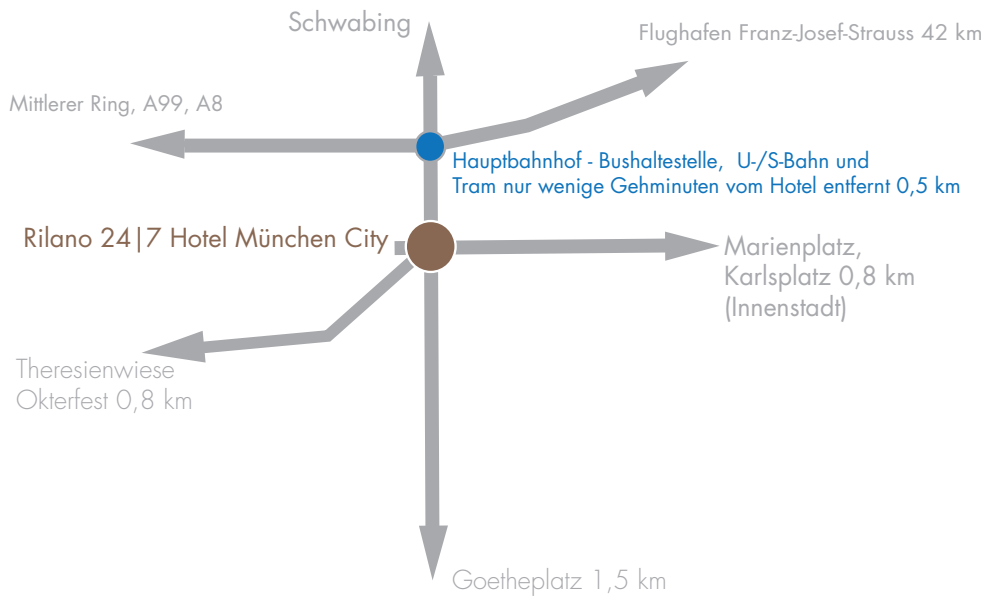 Schwabing
Flughafen Franz-Josef-Strauss 42 km
Mittlerer Ring, A99, A8
Hauptbahnhof - Bushaltestelle, U-/S-Bahn und
Tram nur wenige Gehminuten vom Hotel entfernt 0,5 km
Rilano 24|7 Hotel München City
Marienplatz,
Karlsplatz 0,8 km
(Innenstadt)
Theresienwiese
Okterfest 0,8 km
Goetheplatz 1,5 km